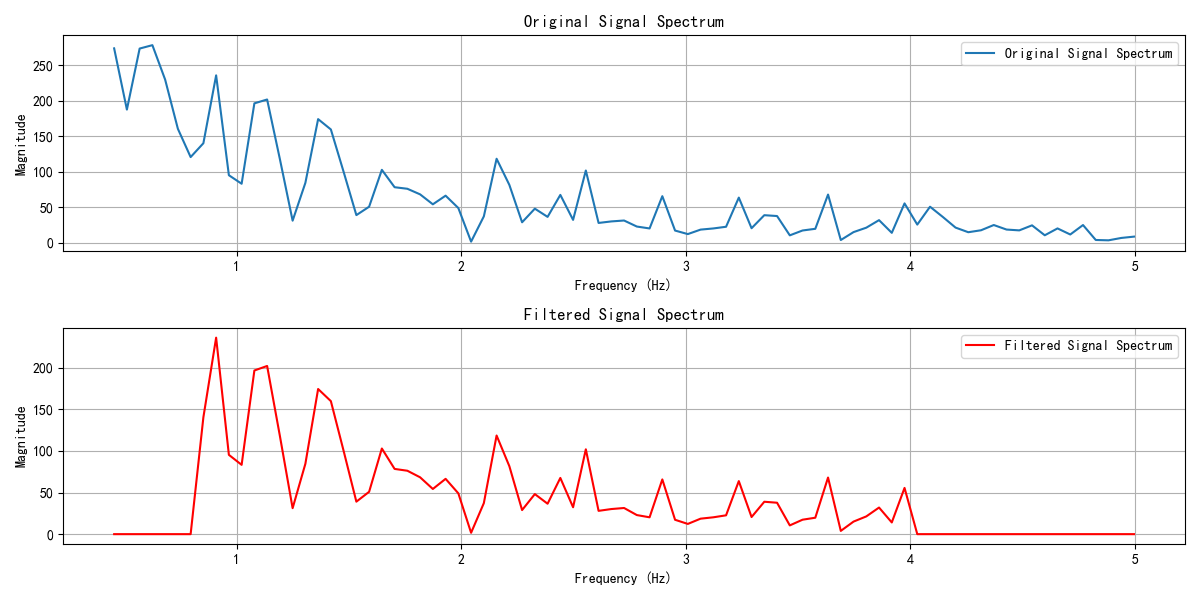 Original Signal Spectrum
Original Signal Spectrum
Magnitude
250
200
150
100
50
0
1 2 3 4 5
Frequency (Hz)
Filtered Signal Spectrum
Filtered Signal Spectrum
Magnitude
200
150
100
50
0
1 2 3 4 5
Frequency (Hz)